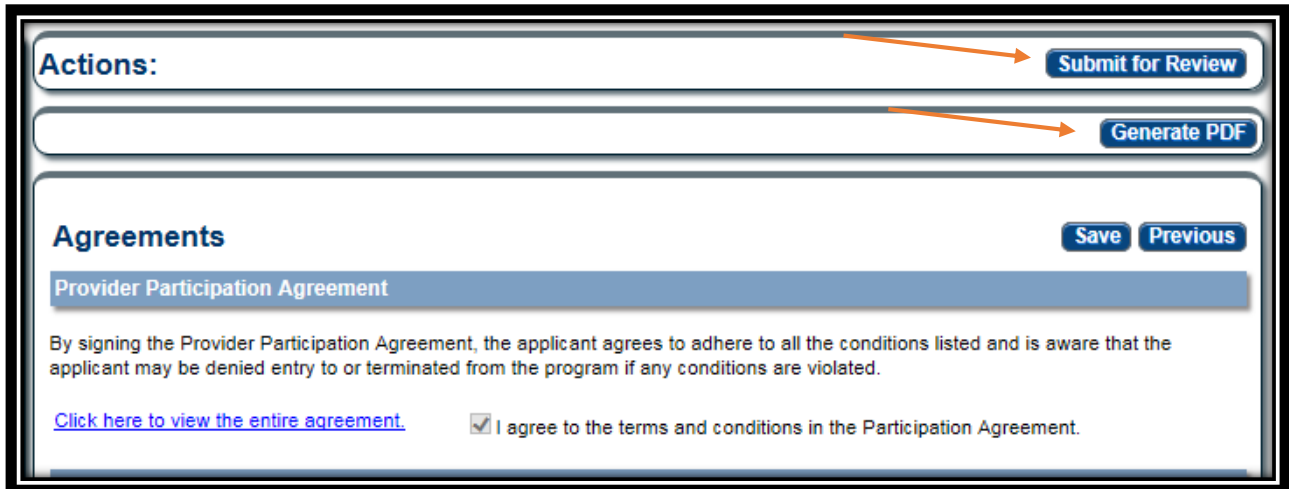 Actions:
Submit for Review
Generate PDF
Agreements
Save Previous
Provider Participation Agreement
By signing the Provider Participation Agreement, the applicant agrees to adhere to all the conditions listed and is aware that the
applicant may be denied entry to or terminated from the program if any conditions are violated.
Click here to view the entire agreement. I agree to the terms and conditions in the Participation Agreement.